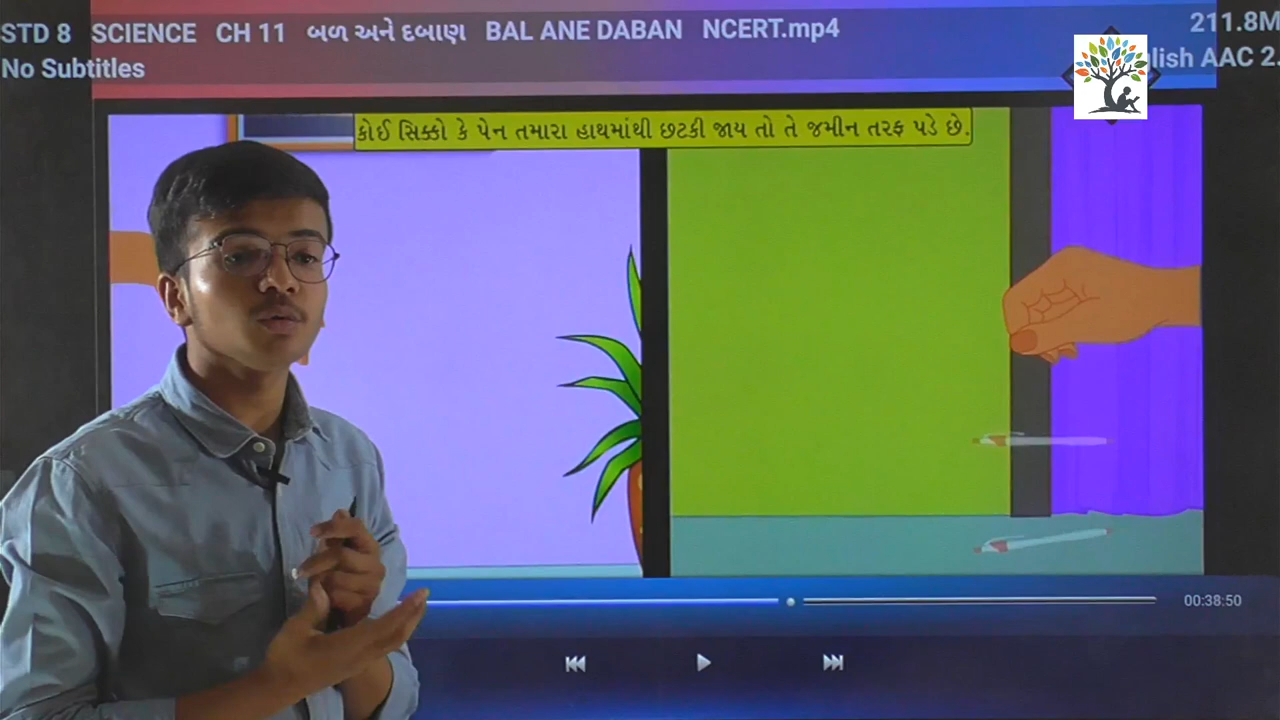 STD 8 SCIENCE CH 11 બળ અને દબાણ BAL ANE DABAN NCERT.mp4
211.8M
No Subtitles
lish AAC 2.
કોઈ સિક્કો કે પેન તમારા હાથમાંથી છટકી જાય તો તે જમીન તરફ પડે છે.
00:38:50